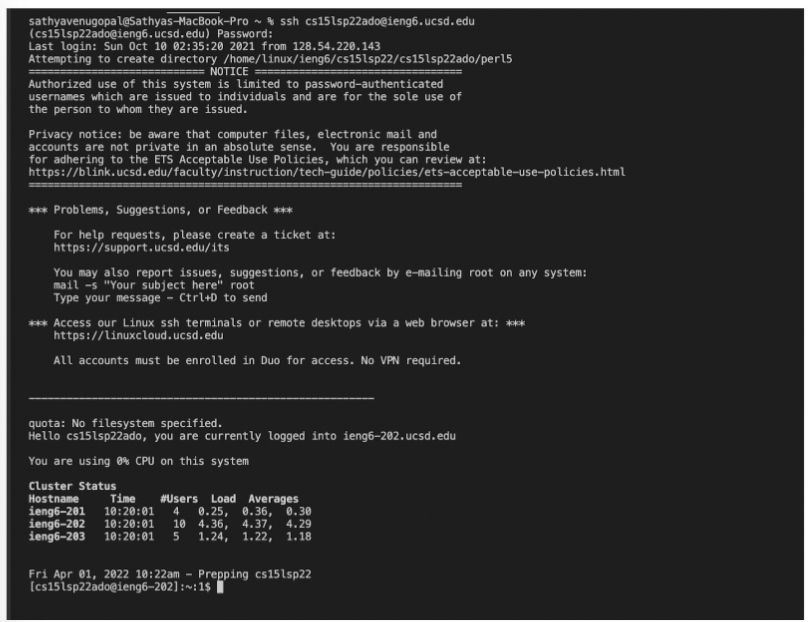 sathyavenugopal@Sathyas-MacBook-Pro ~ % ssh cs15lsp22ado@ieng6.ucsd.edu
(cs15lsp22ado@ieng6.ucsd.edu) Password:
Last login: Sun Oct 10 02:35:20 2021 from 128.54.220.143
Attempting to create directory /home/linux/ieng6/cs15lsp22/cs15lsp22ado/perl5
============================ NOTICE =================================
Authorized use of this system is limited to password-authenticated
usernames which are issued to individuals and are for the sole use of
the person to whom they are issued.
Privacy notice: be aware that computer files, electronic mail and
accounts are not private in an absolute sense.  You are responsible
for adhering to the ETS Acceptable Use Policies, which you can review at:
https://blink.ucsd.edu/faculty/instruction/tech-guide/policies/ets-acceptable-use-policies.html
=====================================================================
*** Problems, Suggestions, or Feedback ***
For help requests, please create a ticket at:
https://support.ucsd.edu/its
You may also report issues, suggestions, or feedback by e-mailing root on any system:
mail -s "Your subject here" root
Type your message - Ctrl+D to send
*** Access our Linux ssh terminals or remote desktops via a web browser at: ***
https://linuxcloud.ucsd.edu
All accounts must be enrolled in Duo for access. No VPN required.
-------------------------------------------------------
quota: No filesystem specified.
Hello cs15lsp22ado, you are currently logged into ieng6-202.ucsd.edu
You are using 0% CPU on this system
Cluster Status
Hostname     Time    #Users  Load  Averages
ieng6-201   10:20:01   4   0.25,  0.36,  0.30
ieng6-202   10:20:01   10  4.36,  4.37,  4.29
ieng6-203   10:20:01   5   1.24,  1.22,  1.18
Fri Apr 01, 2022 10:22am - Prepping cs15lsp22
[cs15lsp22ado@ieng6-202]:~:1$